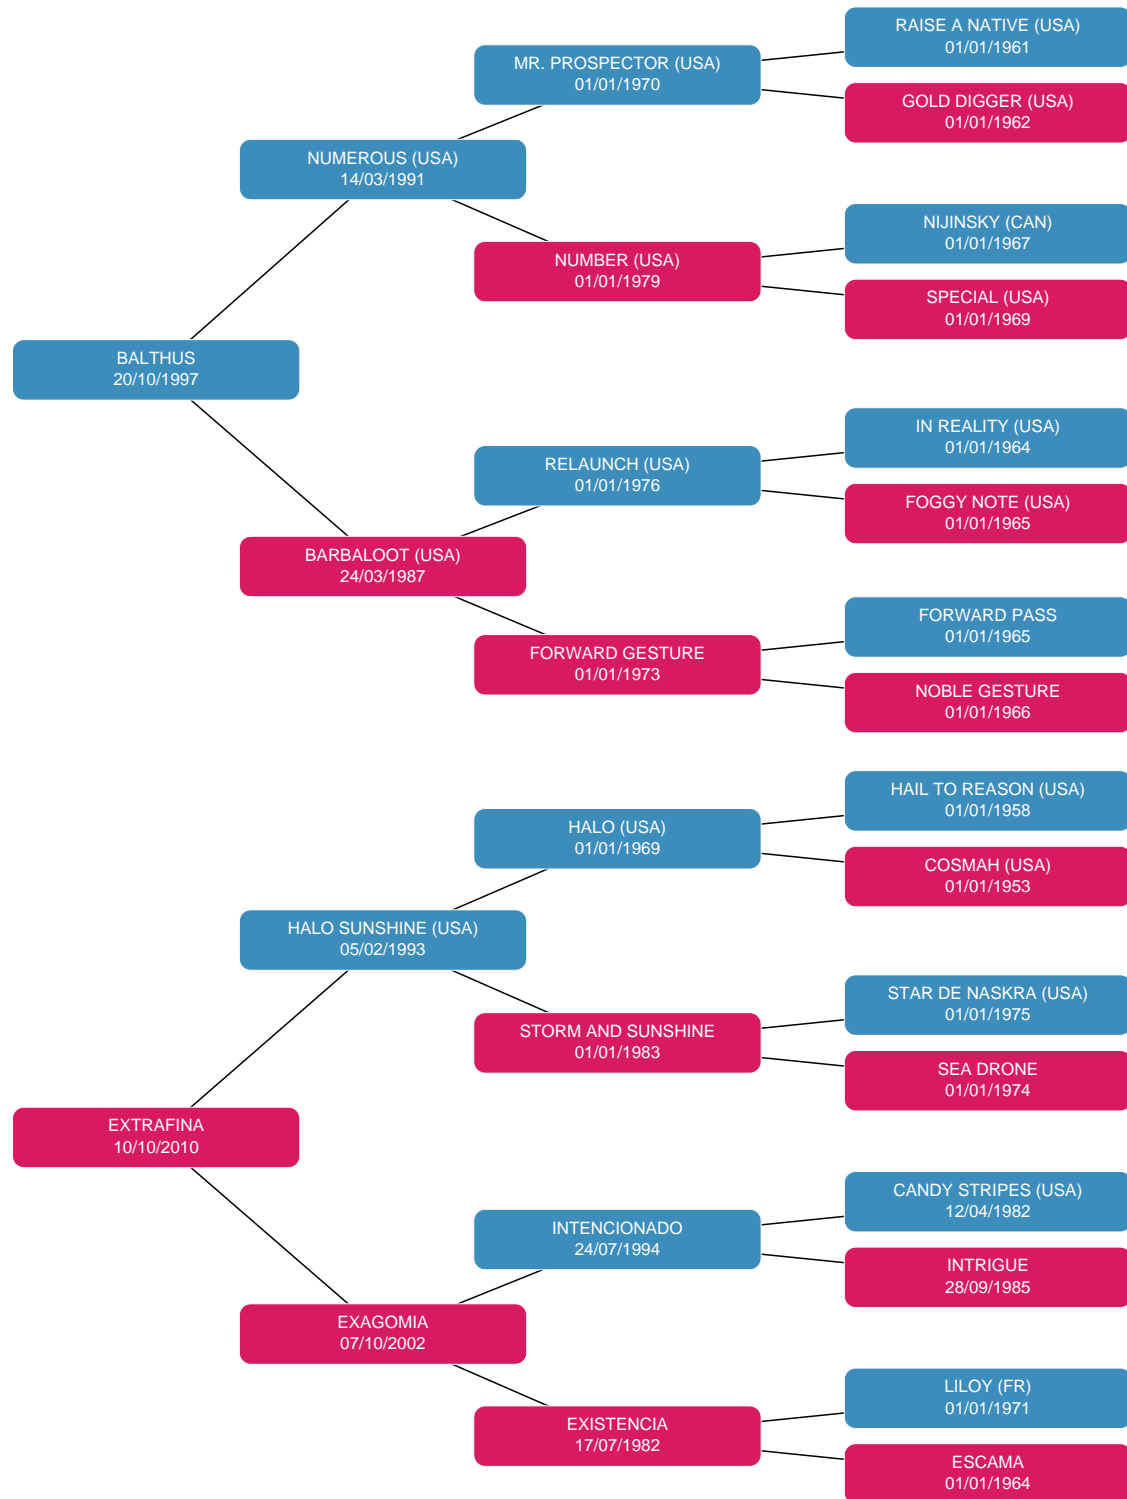 RAISE A NATIVE (USA)
01/01/1961
MR. PROSPECTOR (USA)
01/01/1970
GOLD DIGGER (USA)
01/01/1962
NUMEROUS (USA)
14/03/1991
NIJINSKY (CAN)
01/01/1967
NUMBER (USA)
01/01/1979
SPECIAL (USA)
01/01/1969
BALTHUS
20/10/1997
IN REALITY (USA)
01/01/1964
RELAUNCH (USA)
01/01/1976
FOGGY NOTE (USA)
01/01/1965
BARBALOOT (USA)
24/03/1987
FORWARD PASS
01/01/1965
FORWARD GESTURE
01/01/1973
NOBLE GESTURE
01/01/1966
HAIL TO REASON (USA)
01/01/1958
HALO (USA)
01/01/1969
COSMAH (USA)
01/01/1953
HALO SUNSHINE (USA)
05/02/1993
STAR DE NASKRA (USA)
01/01/1975
STORM AND SUNSHINE
01/01/1983
SEA DRONE
01/01/1974
EXTRAFINA
10/10/2010
CANDY STRIPES (USA)
12/04/1982
INTENCIONADO
24/07/1994
INTRIGUE
28/09/1985
EXAGOMIA
07/10/2002
LILOY (FR)
01/01/1971
EXISTENCIA
17/07/1982
ESCAMA
01/01/1964